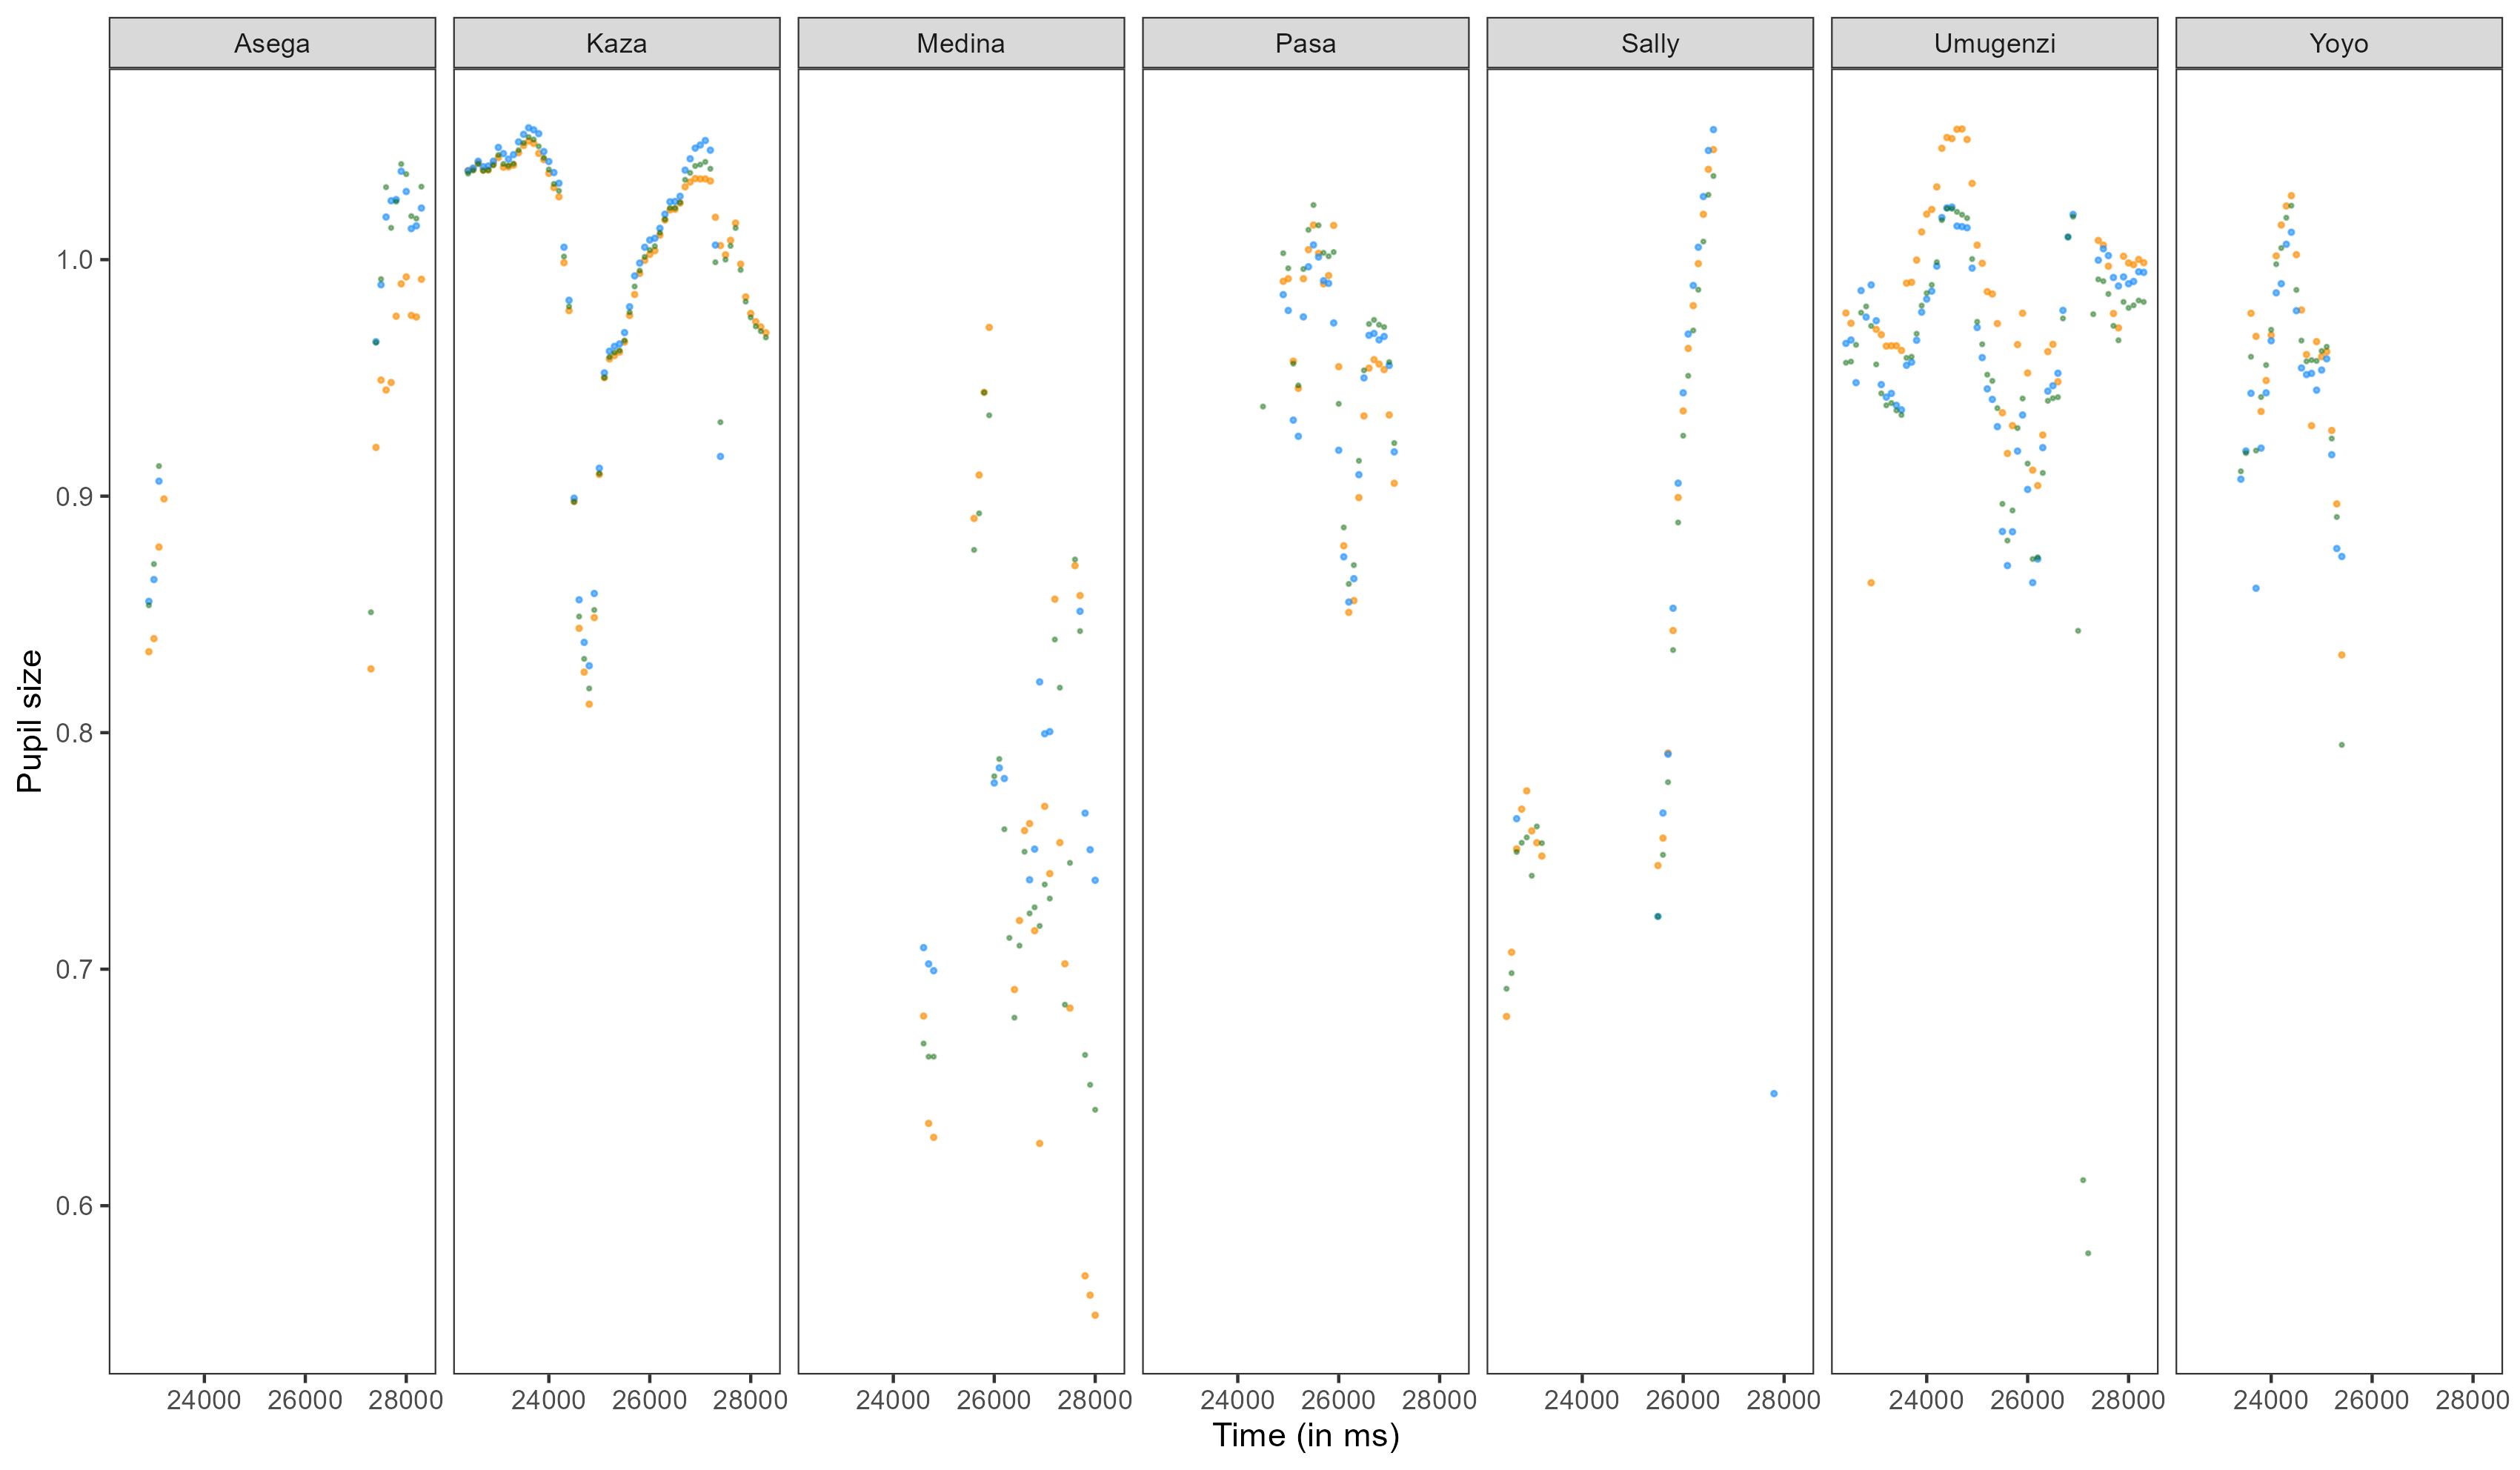 Asega Kaza Medina Pasa Sally Umugenzi Yoyo
Pupil size
1.0
0.9
0.8
0.7
0.6
24000 26000 28000 24000 26000 28000 24000 26000 28000 24000 26000 28000 24000 26000 28000 24000 26000 28000 24000 26000 28000
Time (in ms)